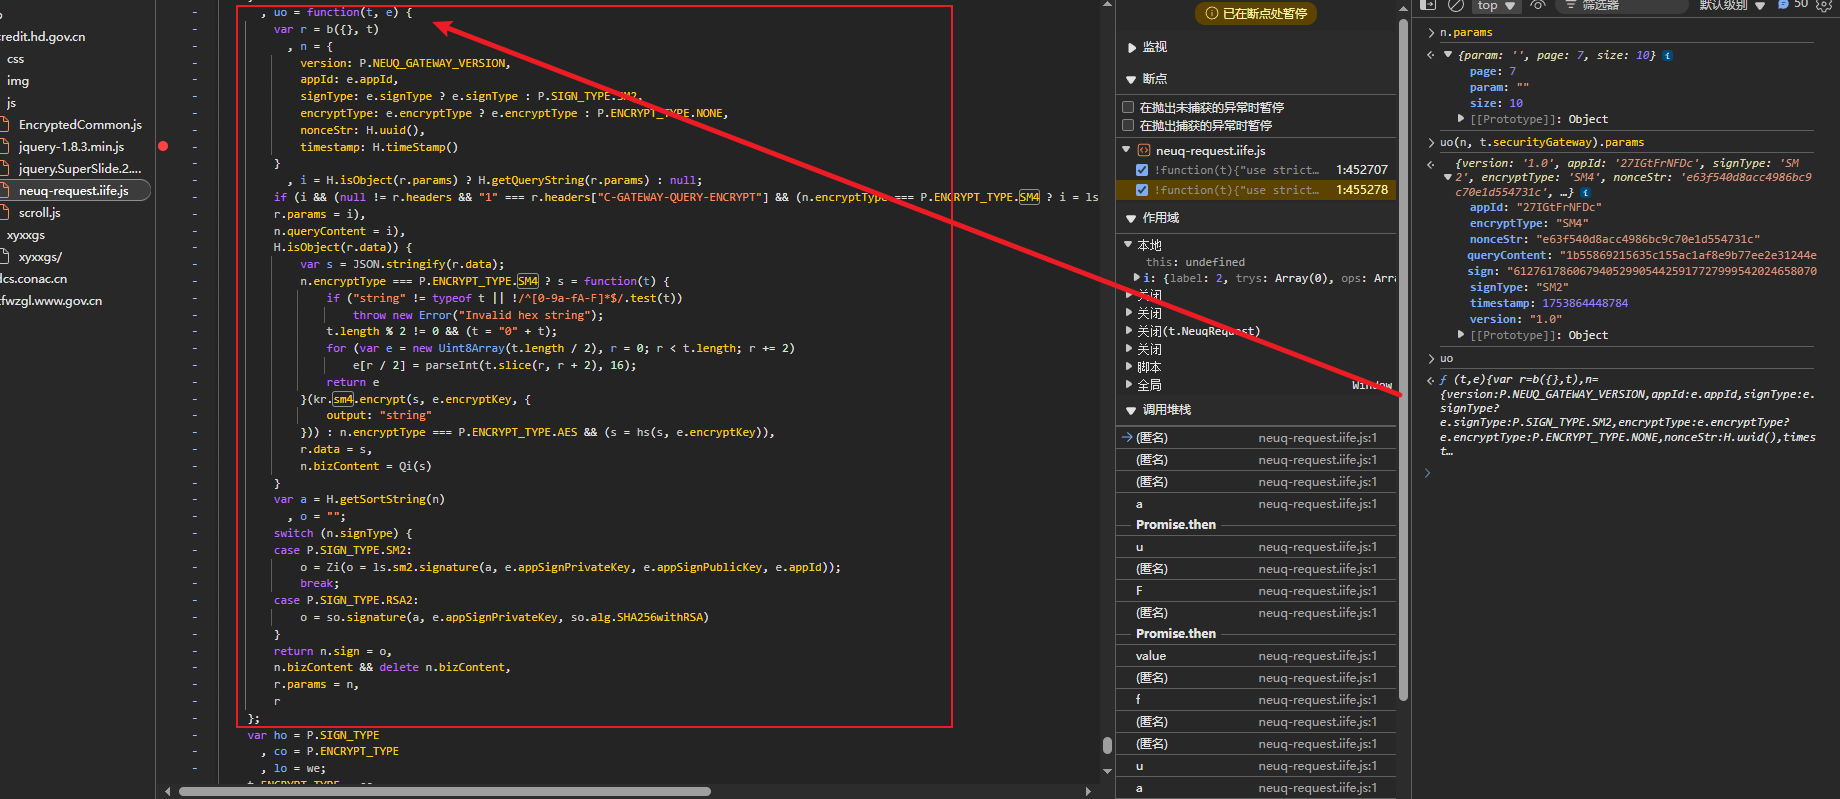 redit.hd.gov.cn
css
img
js
EncryptedCommon.js
jquery-1.8.3.min.js
jquery.SuperSlide.2....
neuq-request.iife.js
scroll.js
xyxxgs
xyxxgs/
dcs.conac.cn
fwzgl.www.gov.cn
, uo = function(t, e) {
var r = b({}, t)
, n = {
version: P.NEUQ_GATEWAY_VERSION,
appId: e.appId,
signType: e.signType ? e.signType : P.SIGN_TYPE.SM2,
encryptType: e.encryptType ? e.encryptType : P.ENCRYPT_TYPE.NONE,
nonceStr: H.uuid(),
timestamp: H.timeStamp()
}
, i = H.isObject(r.params) ? H.getQueryString(r.params) : null;
if (i && (null != r.headers && "1" === r.headers["C-GATEWAY-QUERY-ENCRYPT"] && (n.encryptType === P.ENCRYPT_TYPE.SM4 ? i = ls
r.params = i),
n.queryContent = i),
H.isObject(r.data)) {
var s = JSON.stringify(r.data);
n.encryptType === P.ENCRYPT_TYPE.SM4 ? s = function(t) {
if ("string" != typeof t || !/^[0-9a-fA-F]*$/.test(t))
throw new Error("Invalid hex string");
t.length % 2 != 0 && (t = "0" + t);
for (var e = new Uint8Array(t.length / 2), r = 0; r < t.length; r += 2)
e[r / 2] = parseInt(t.slice(r, r + 2), 16);
return e
}(kr.sm4.encrypt(s, e.encryptKey, {
output: "string"
})) : n.encryptType === P.ENCRYPT_TYPE.AES && (s = hs(s, e.encryptKey)),
r.data = s,
n.bizContent = Qi(s)
}
var a = H.getSortString(n)
, o = "";
switch (n.signType) {
case P.SIGN_TYPE.SM2:
o = Zi(o = ls.sm2.signature(a, e.appSignPrivateKey, e.appSignPublicKey, e.appId));
break;
case P.SIGN_TYPE.RSA2:
o = so.signature(a, e.appSignPrivateKey, so.alg.SHA256withRSA)
}
return n.sign = o,
n.bizContent && delete n.bizContent,
r.params = n,
r
};
var ho = P.SIGN_TYPE
, co = P.ENCRYPT_TYPE
, lo = we;
已在断点处暂停
监视
断点
在抛出未捕获的异常时暂停
在抛出捕获的异常时暂停
neuq-request.iife.js
!function(t){"use strict… 1:452707
!function(t){"use strict… 1:455278
作用域
本地
this: undefined
i: {label: 2, trys: Array(0), ops: Arra
关闭
关闭
关闭(t.NeuqRequest)
关闭
脚本
全局 Window
调用堆栈
(匿名) neuq-request.iife.js:1
(匿名) neuq-request.iife.js:1
(匿名) neuq-request.iife.js:1
a neuq-request.iife.js:1
Promise.then
u neuq-request.iife.js:1
(匿名) neuq-request.iife.js:1
F neuq-request.iife.js:1
(匿名) neuq-request.iife.js:1
Promise.then
value neuq-request.iife.js:1
(匿名) neuq-request.iife.js:1
f neuq-request.iife.js:1
(匿名) neuq-request.iife.js:1
(匿名) neuq-request.iife.js:1
u neuq-request.iife.js:1
a neuq-request.iife.js:1
top 筛选器 默认级别 50
n.params
{param: '', page: 7, size: 10}
page: 7
param: ""
size: 10
[[Prototype]]: Object
uo(n, t.securityGateway).params
{version: '1.0', appId: '27IGtFrNFDc', signType: 'SM
2', encryptType: 'SM4', nonceStr: 'e63f540d8acc4986bc9
c70e1d554731c', …}
appId: "27IGtFrNFDc"
encryptType: "SM4"
nonceStr: "e63f540d8acc4986bc9c70e1d554731c"
queryContent: "1b55869215635c155ac1af8e9b77ee2e31244e
sign: "61276178606794052990544259177279995420246580​70
signType: "SM2"
timestamp: 1753864448784
version: "1.0"
[[Prototype]]: Object
uo
ƒ (t,e){var r=b({},t),n=
{version:P.NEUQ_GATEWAY_VERSION,appId:e.appId,signType:e.
signType?
e.signType:P.SIGN_TYPE.SM2,encryptType:e.encryptType?
e.encryptType:P.ENCRYPT_TYPE.NONE,nonceStr:H.uuid(),times
t…